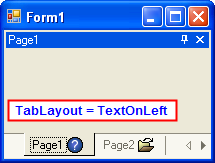 Form1
Page1
TabLayout = TextOnLeft
Page1 ?
Page2